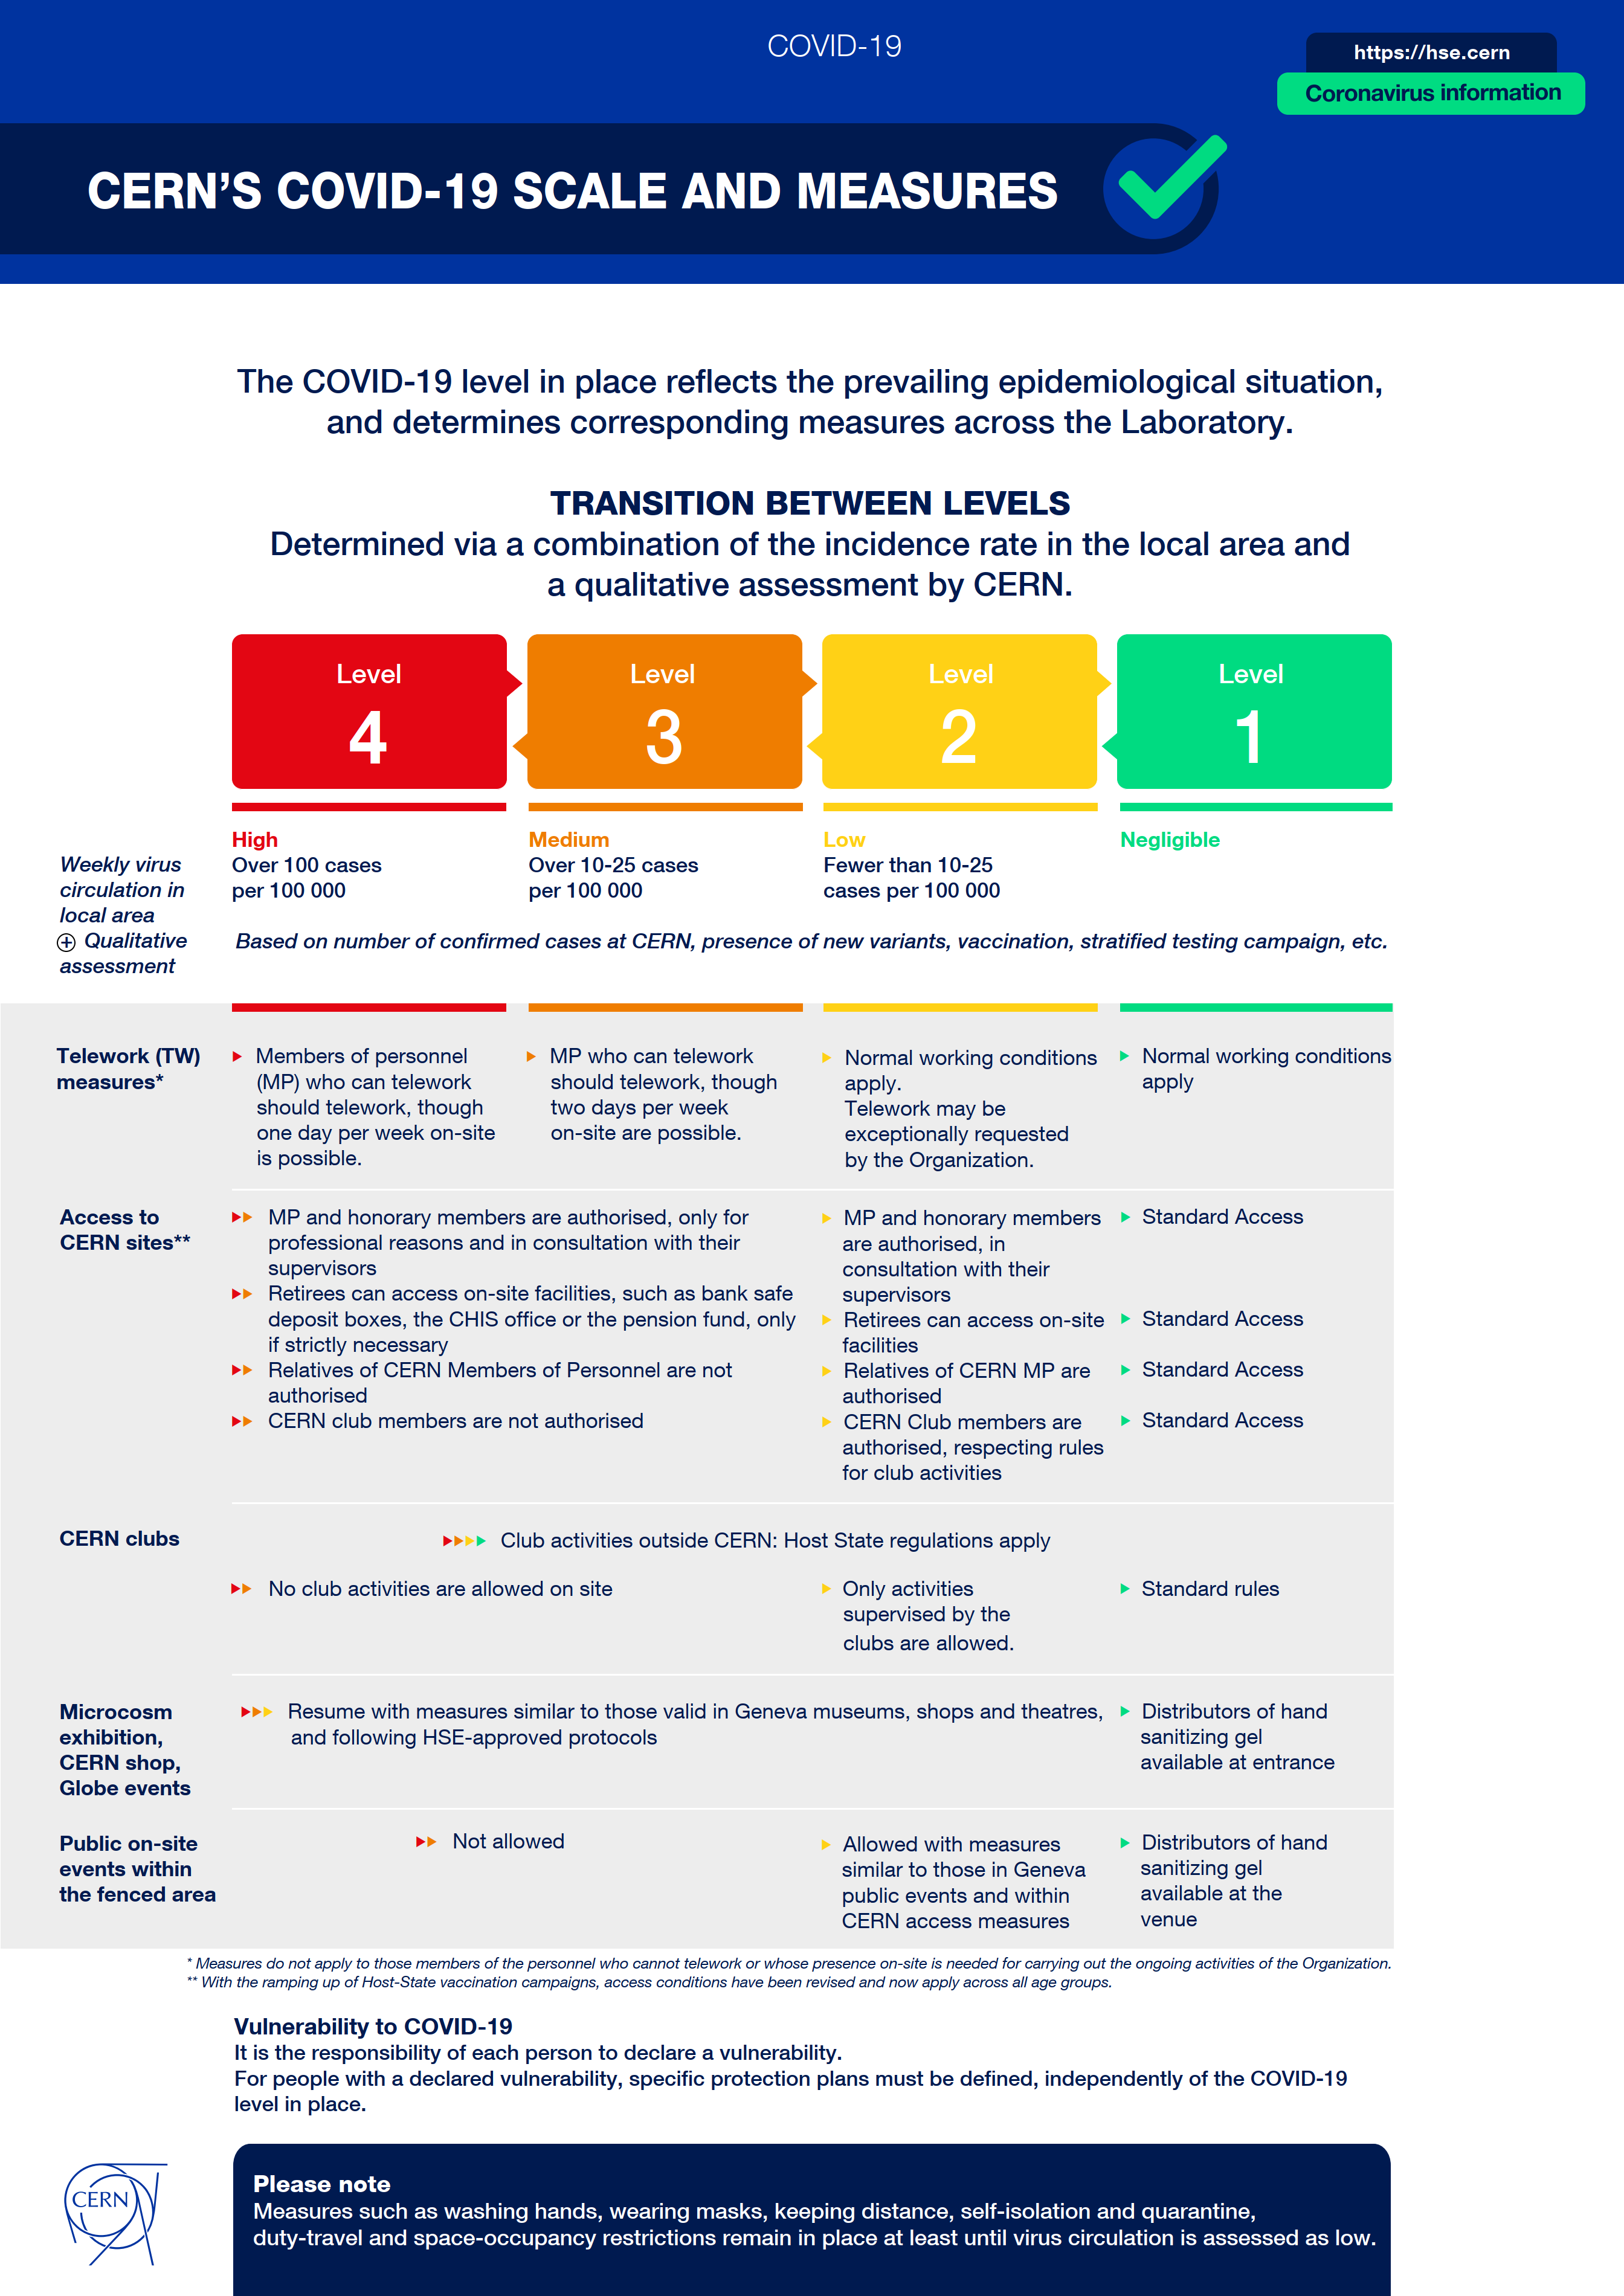 COVID-19
https://hse.cern
Coronavirus information
CERN'S COVID-19 SCALE AND MEASURES
The COVID-19 level in place reflects the prevailing epidemiological situation,
and determines corresponding measures across the Laboratory.
TRANSITION BETWEEN LEVELS
Determined via a combination of the incidence rate in the local area and
a qualitative assessment by CERN.
Level
4
Level
3
Level
2
Level
1
Weekly virus
circulation in
local area
Qualitative
assessment
High
Over 100 cases
per 100 000
Medium
Over 10-25 cases
per 100 000
Low
Fewer than 10-25
cases per 100 000
Negligible
Based on number of confirmed cases at CERN, presence of new variants, vaccination, stratified testing campaign, etc.
Telework (TW)
measures*
Members of personnel
(MP) who can telework
should telework, though
one day per week on-site
is possible.
MP who can telework
should telework, though
two days per week
on-site are possible.
Normal working conditions
apply.
Telework may be
exceptionally requested
by the Organization.
Normal working conditions
apply
Access to
CERN sites**
MP and honorary members are authorised, only for
professional reasons and in consultation with their
supervisors
Retirees can access on-site facilities, such as bank safe
deposit boxes, the CHIS office or the pension fund, only
if strictly necessary
Relatives of CERN Members of Personnel are not
authorised
CERN club members are not authorised
MP and honorary members
are authorised, in
consultation with their
supervisors
Retirees can access on-site
facilities
Relatives of CERN MP are
authorised
CERN Club members are
authorised, respecting rules
for club activities
Standard Access
Standard Access
Standard Access
Standard Access
CERN clubs
Club activities outside CERN: Host State regulations apply
No club activities are allowed on site
Only activities
supervised by the
clubs are allowed.
Standard rules
Microcosm
exhibition,
CERN shop,
Globe events
Resume with measures similar to those valid in Geneva museums, shops and theatres,
and following HSE-approved protocols
Distributors of hand
sanitizing gel
available at entrance
Public on-site
events within
the fenced area
Not allowed
Allowed with measures
similar to those in Geneva
public events and within
CERN access measures
Distributors of hand
sanitizing gel
available at the
venue
* Measures do not apply to those members of the personnel who cannot telework or whose presence on-site is needed for carrying out the ongoing activities of the Organization.
** With the ramping up of Host-State vaccination campaigns, access conditions have been revised and now apply across all age groups.
Vulnerability to COVID-19
It is the responsibility of each person to declare a vulnerability.
For people with a declared vulnerability, specific protection plans must be defined, independently of the COVID-19
level in place.
CERN
Please note
Measures such as washing hands, wearing masks, keeping distance, self-isolation and quarantine,
duty-travel and space-occupancy restrictions remain in place at least until virus circulation is assessed as low.